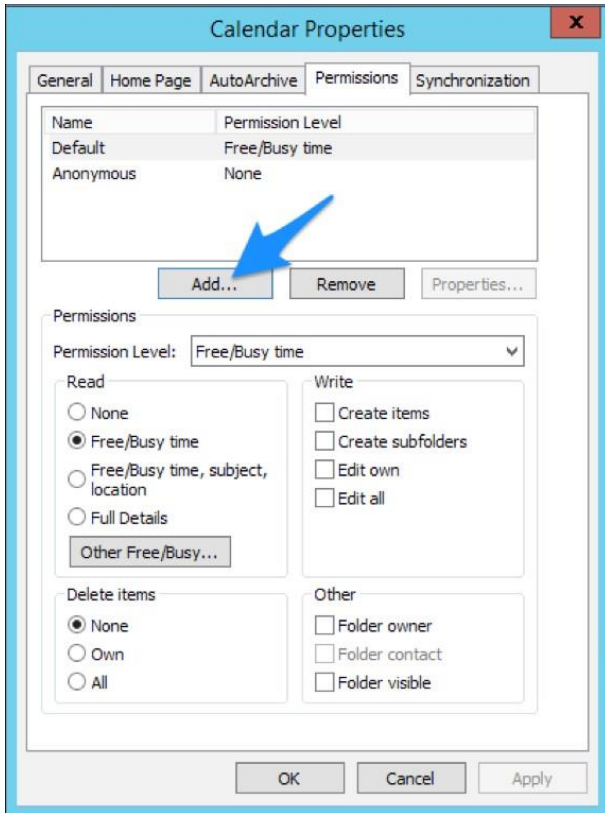 Calendar Properties
x
General Home Page AutoArchive Permissions Synchronization
Name Permission Level
Default Free/Busy time
Anonymous None
Add... Remove Properties...
Permissions
Permission Level: Free/Busy time
Read
None
Free/Busy time
Free/Busy time, subject,
location
Full Details
Other Free/Busy...
Write
Create items
Create subfolders
Edit own
Edit all
Delete items
None
Own
All
Other
Folder owner
Folder contact
Folder visible
OK Cancel Apply